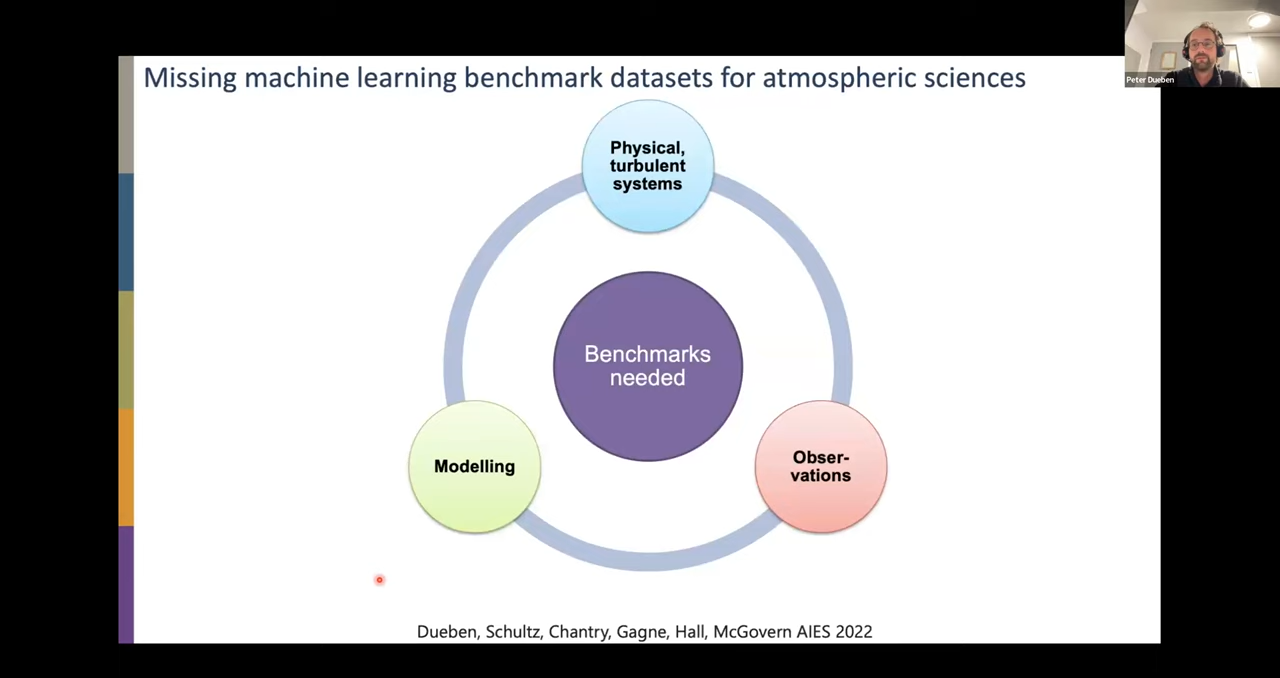 Missing machine learning benchmark datasets for atmospheric sciences
Peter Dueben
Physical,
turbulent
systems
Benchmarks
needed
Modelling
Obser-
vations
Dueben, Schultz, Chantry, Gagne, Hall, McGovern AIES 2022